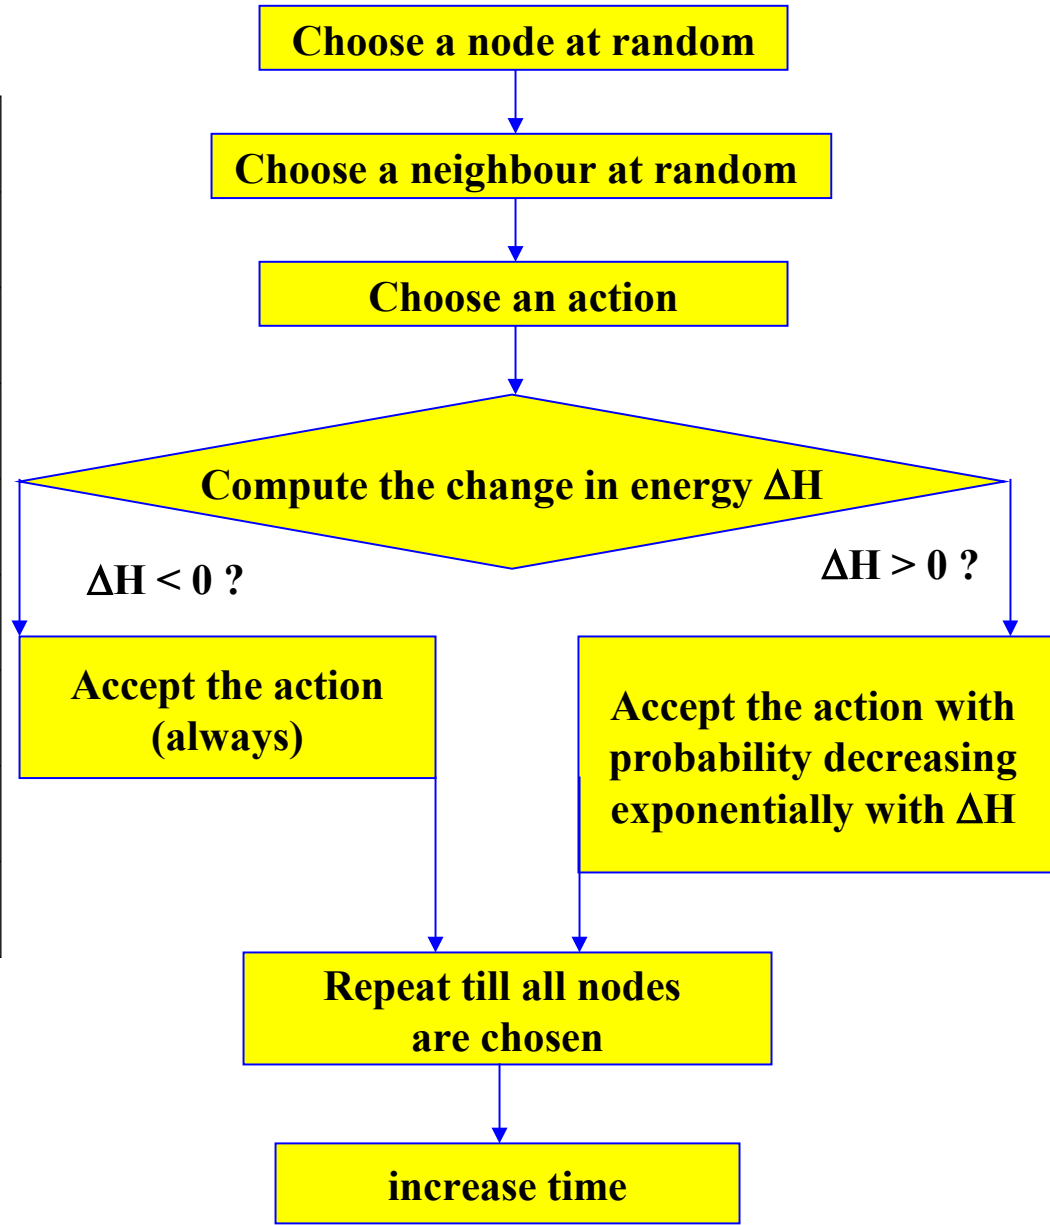 Choose a node at random
Choose a neighbour at random
Choose an action
Compute the change in energy ΔH
ΔH < 0 ?
ΔH > 0 ?
Accept the action
(always)
Accept the action with
probability decreasing
exponentially with ΔH
Repeat till all nodes
are chosen
increase time